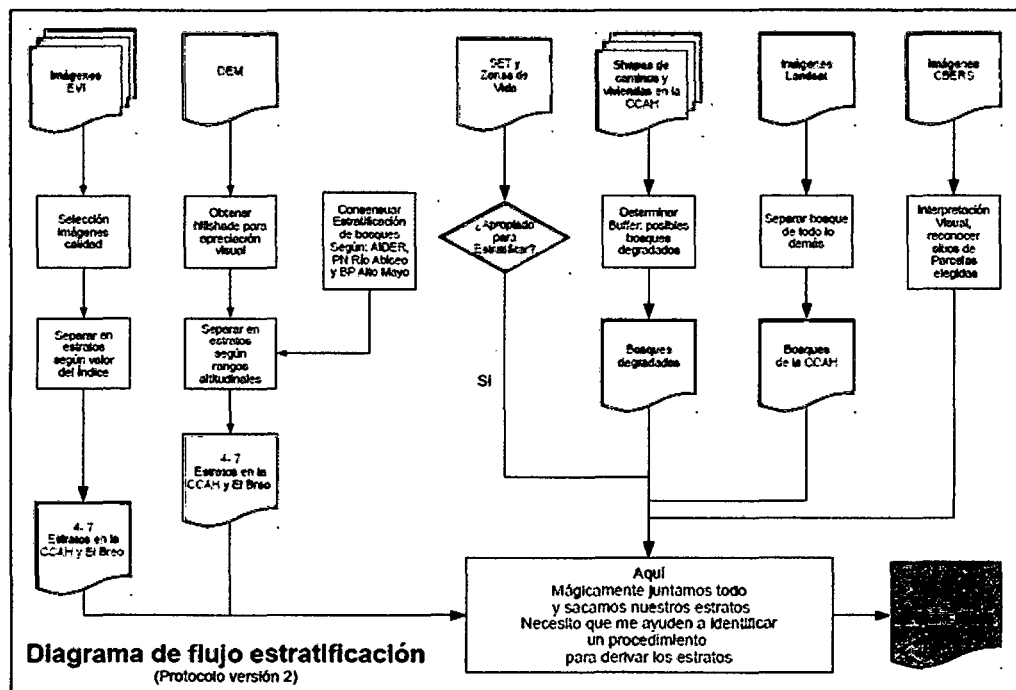 Imágenes
EVI
DEM
SET y
Zonas de
Vida
Shapes de
caminos y
viviendas en la
CCAH
Imágenes
Landsat
Imágenes
CBERS
Selección
Imágenes
calidad
Obtener
hillshade para
apreciación
visual
Consensuar
Estratificación
de bosques
Según: AIDER,
PN Río Abiseo
y BP Alto Mayo
¿Apropiado
para
Estratificar?
Determinar
Buffer: posibles
bosques
degradados
Separar bosque
de todo lo
demás
Interpretación
Visual,
reconocer
sitios de
Parcelas
elegidas
Separar en
estratos
según valor
del índice
Separar en
estratos
según
rangos
altitudinales
Bosques
degradados
Bosques
de la CCAH
Sí
4- 7
Estratos en la
CCAH y El Breo
4- 7
Estratos en la
CCAH y El Breo
Aquí
Mágicamente juntamos todo
y sacamos nuestros estratos
Necesito que me ayuden a identificar
un procedimiento
para derivar los estratos
Diagrama de flujo estratificación
(Protocolo versión 2)